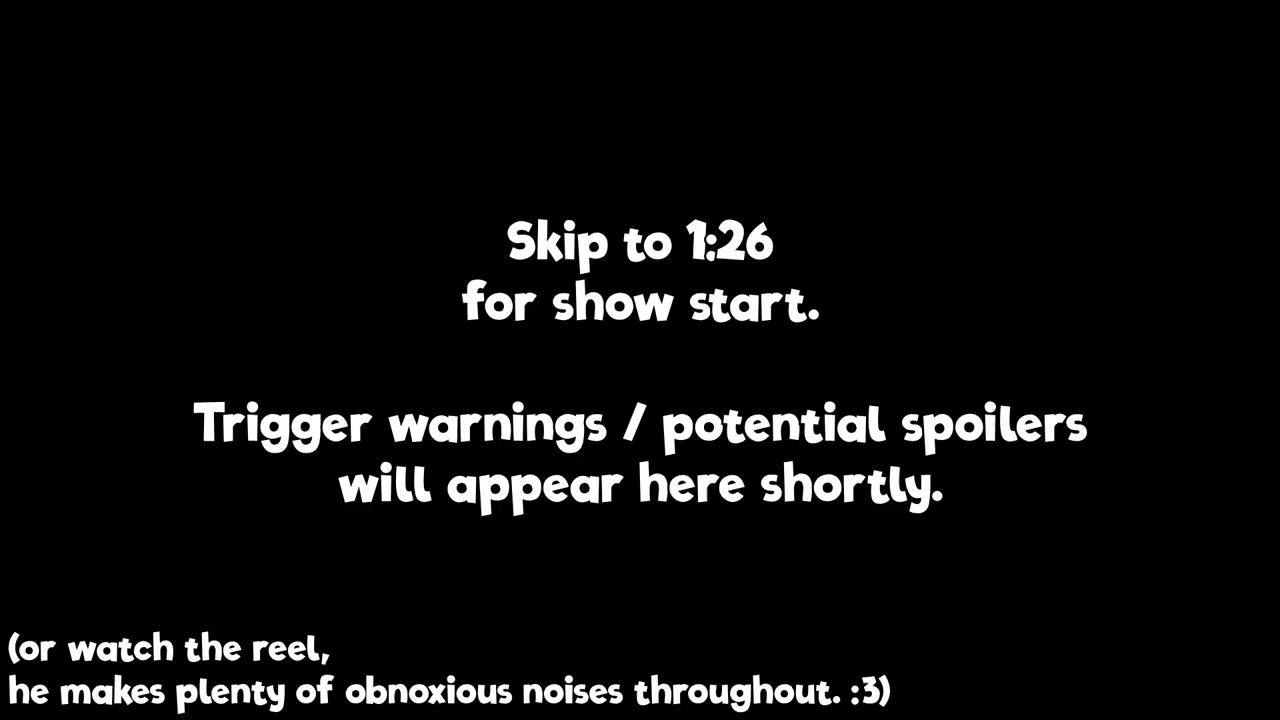 Skip to 1:26
for show start.
Trigger warnings / potential spoilers
will appear here shortly.
(or watch the reel,
he makes plenty of obnoxious noises throughout. :3)